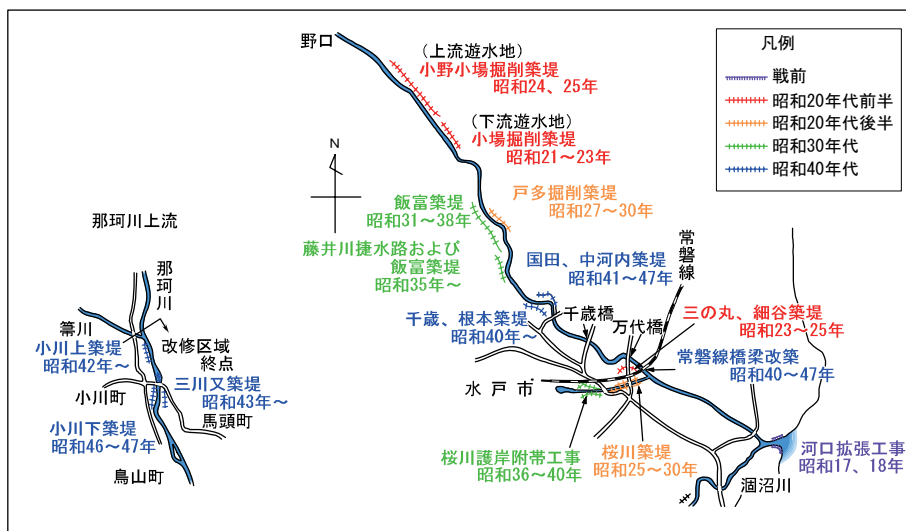 凡例
戦前
昭和20年代前半
昭和20年代後半
昭和30年代
昭和40年代
野口
(上流遊水地)
小野小場掘削築堤
昭和24、25年
(下流遊水地)
小場掘削築堤
昭和21～23年
N
飯富築堤
昭和31～38年
戸多掘削築堤
昭和27～30年
藤井川捷水路および
飯富築堤
昭和35年～
国田、中河内築堤
昭和41～47年
常磐線
千歳、根本築堤
昭和40年～
千歳橋
万代橋
三の丸、細谷築堤
昭和23～25年
常磐線橋梁改築
昭和40～47年
水戸市
桜川護岸附帯工事
昭和36～40年
桜川築堤
昭和25～30年
河口拡張工事
昭和17、18年
涸沼川
那珂川上流
那珂川
箒川
小川上築堤
昭和42年～
改修区域
終点
小川町
三川又築堤
昭和43年～
馬頭町
小川下築堤
昭和46～47年
鳥山町